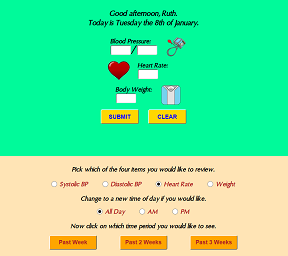 Good afternoon, Ruth.
Today is Tuesday the 8th of January.
Blood Pressure:
/
Heart Rate:
Body Weight:
SUBMIT CLEAR
Pick which of the four items you would like to review.
Systolic BP Diastolic BP Heart Rate Weight
Change to a new time of day if you would like.
All Day AM PM
Now click on which time period you would like to see.
Past Week Past 2 Weeks Past 3 Weeks